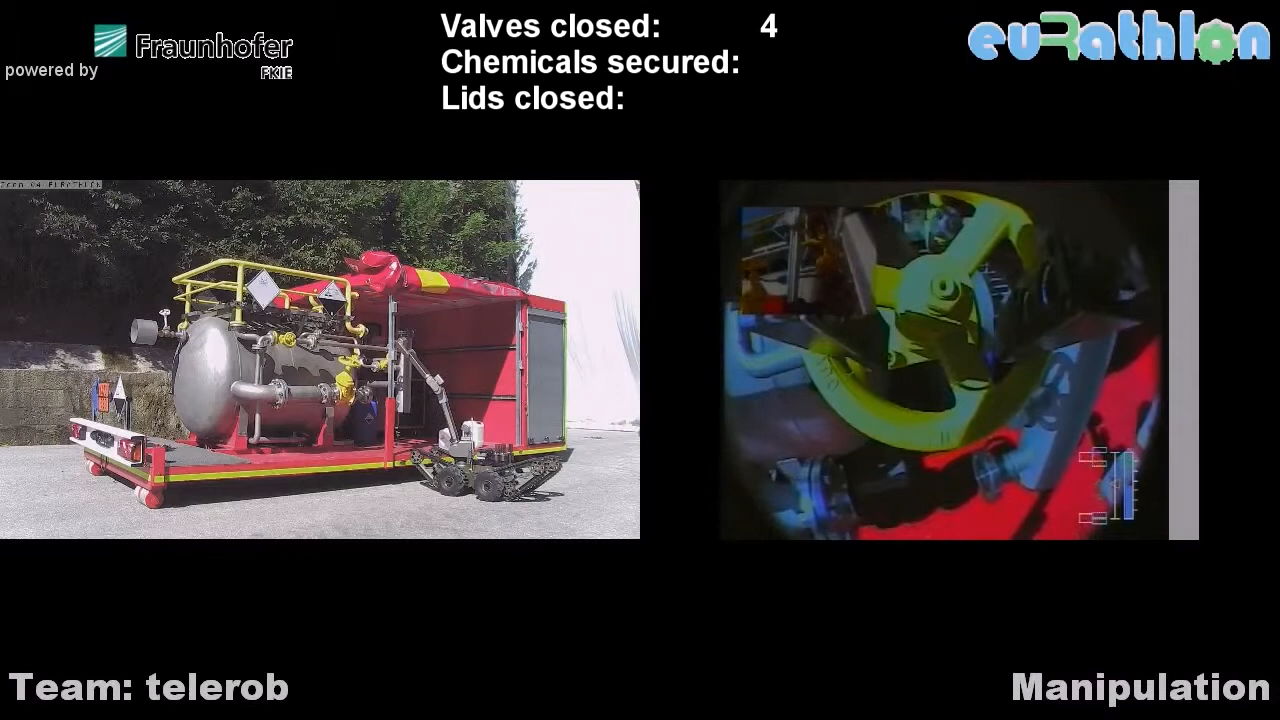 powered by
Fraunhofer
FKIE
Valves closed: 4
Chemicals secured:
Lids closed:
euRathlon
Team: telerob
Manipulation